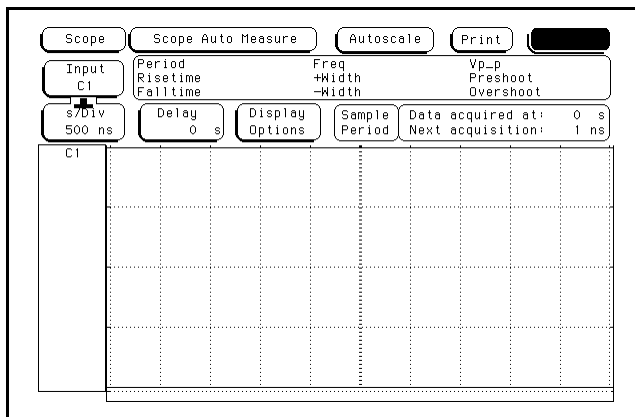 Scope Scope Auto Measure Autoscale Print
Input
C1
Period Freq Vp_p
Risetime +Width Preshoot
Falltime -Width Overshoot
s/Div
500 ns
Delay
0 s
Display
Options
Sample
Period
Data acquired at: 0 s
Next acquisition: 1 ns
C1